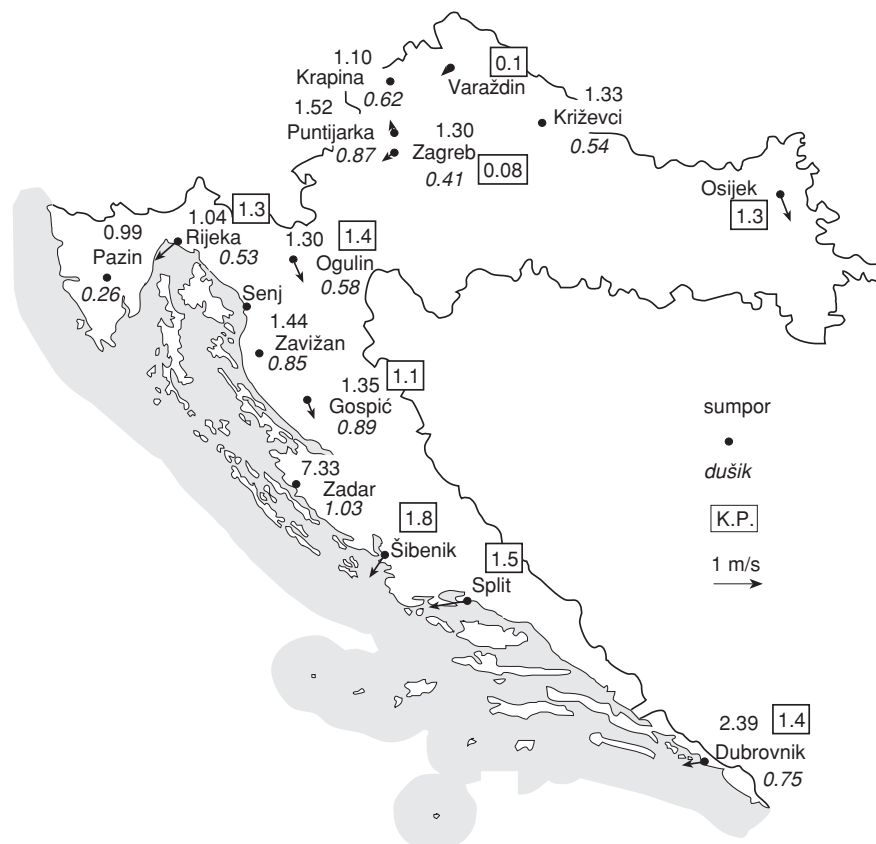 1.10
Krapina
0.62
0.1
Varaždin
1.33
Križevci
0.54
1.52
Puntijarka
0.87
1.30
Zagreb
0.41
0.08
Osijek
1.3
0.99
Pazin
0.26
1.04
1.3
Rijeka
0.53
1.30
1.4
Ogulin
0.58
Senj
1.44
Zavižan
0.85
1.35
1.1
Gospić
0.89
7.33
Zadar
1.03
1.8
Šibenik
1.5
Split
2.39
1.4
Dubrovnik
0.75
sumpor
dušik
K.P.
1 m/s